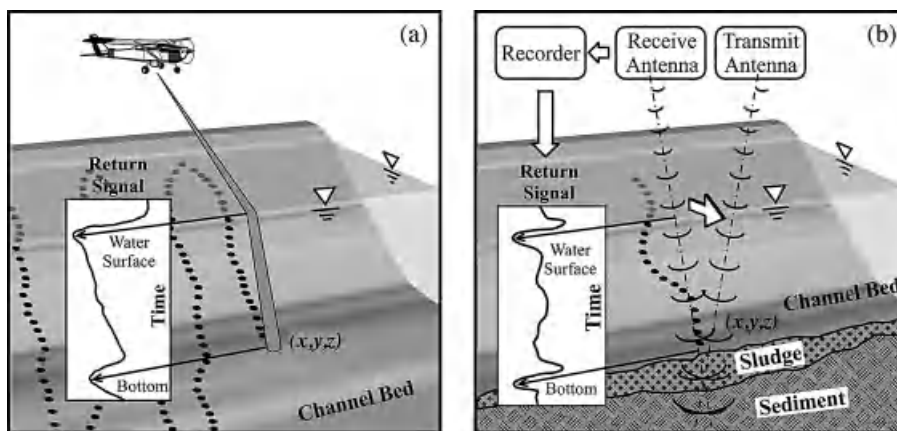 (a)
Return
Signal
Water
Surface
Time
(x,y,z)
Bottom
Channel Bed
(b)
Recorder
Receive
Antenna
Transmit
Antenna
Return
Signal
Water
Surface
Time
Channel Bed
(x,y,z)
Sludge
Bottom
Sediment